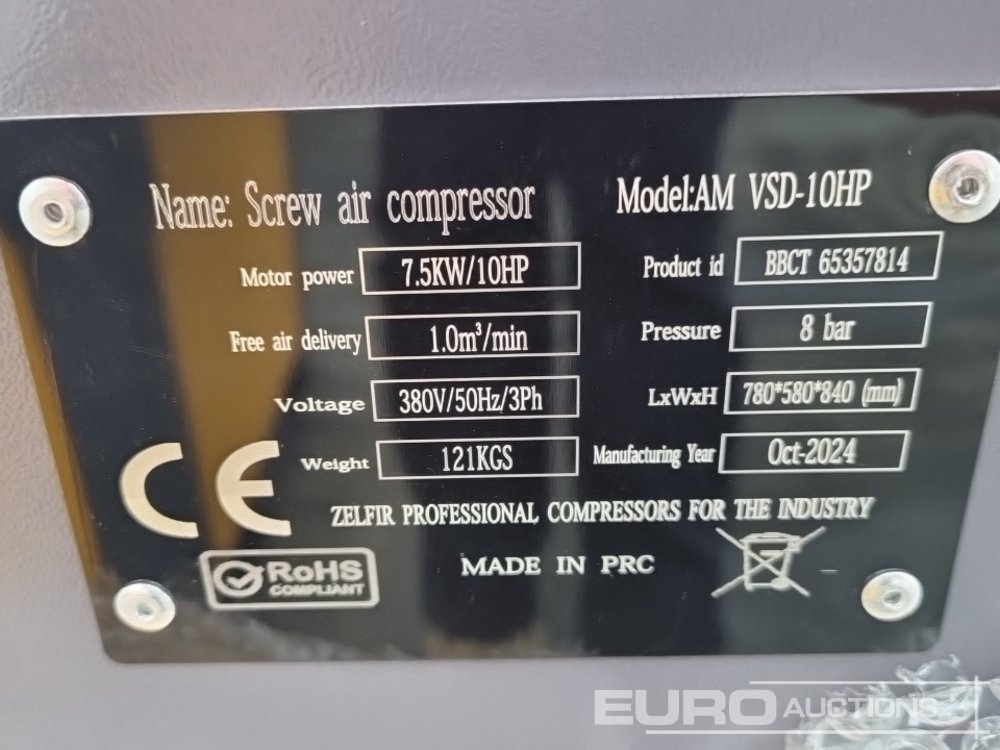 Name: Screw air compressor Model:AM VSD-10HP
Motor power 7.5KW/10HP Product id BBCT 65357814
Free air delivery 1.0m³/min Pressure 8 bar
Voltage 380V/50Hz/3Ph LxWxH 780*580*840 (mm)
Weight 121KGS Manufacturing Year Oct-2024
CE
ZELFIR PROFESSIONAL COMPRESSORS FOR THE INDUSTRY
RoHS
COMPLIANT
MADE IN PRC
EURO AUCTIONS